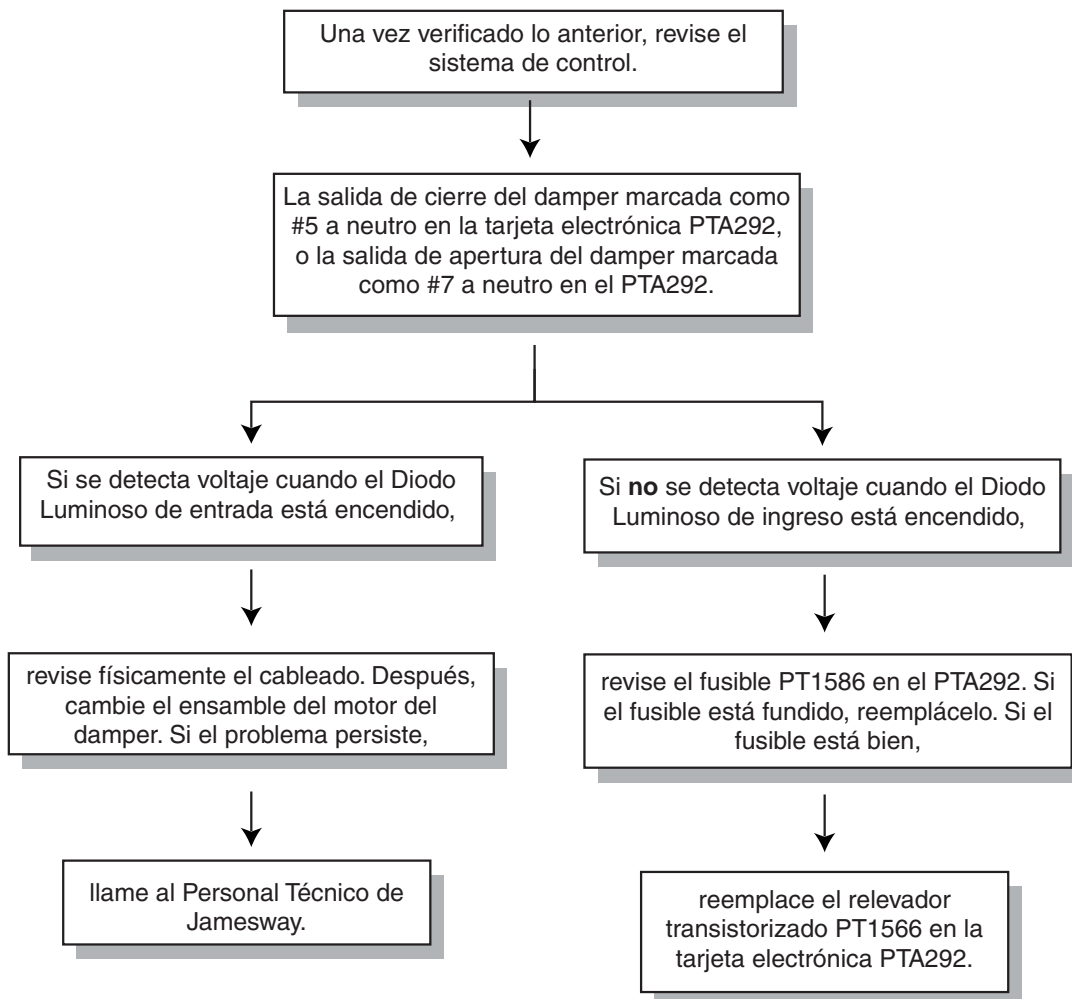 Una vez verificado lo anterior, revise el
sistema de control.
La salida de cierre del damper marcada como
#5 a neutro en la tarjeta electrónica PTA292,
o la salida de apertura del damper marcada
como #7 a neutro en el PTA292.
Si se detecta voltaje cuando el Diodo
Luminoso de entrada está encendido,
Si no se detecta voltaje cuando el Diodo
Luminoso de ingreso está encendido,
revise físicamente el cableado. Después,
cambie el ensamble del motor del
damper. Si el problema persiste,
revise el fusible PT1586 en el PTA292. Si
el fusible está fundido, reemplácelo. Si el
fusible está bien,
llame al Personal Técnico de
Jamesway.
reemplace el relevador
transistorizado PT1566 en la
tarjeta electrónica PTA292.